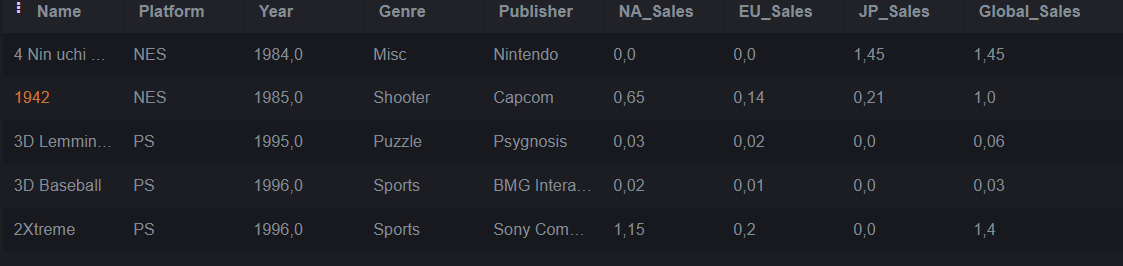 Name Platform Year Genre Publisher NA_Sales EU_Sales JP_Sales Global_Sales
4 Nin uchi ... NES 1984,0 Misc Nintendo 0,0 0,0 1,45 1,45
1942 NES 1985,0 Shooter Capcom 0,65 0,14 0,21 1,0
3D Lemmin... PS 1995,0 Puzzle Psygnosis 0,03 0,02 0,0 0,06
3D Baseball PS 1996,0 Sports BMG Intera... 0,02 0,01 0,0 0,03
2Xtreme PS 1996,0 Sports Sony Com... 1,15 0,2 0,0 1,4